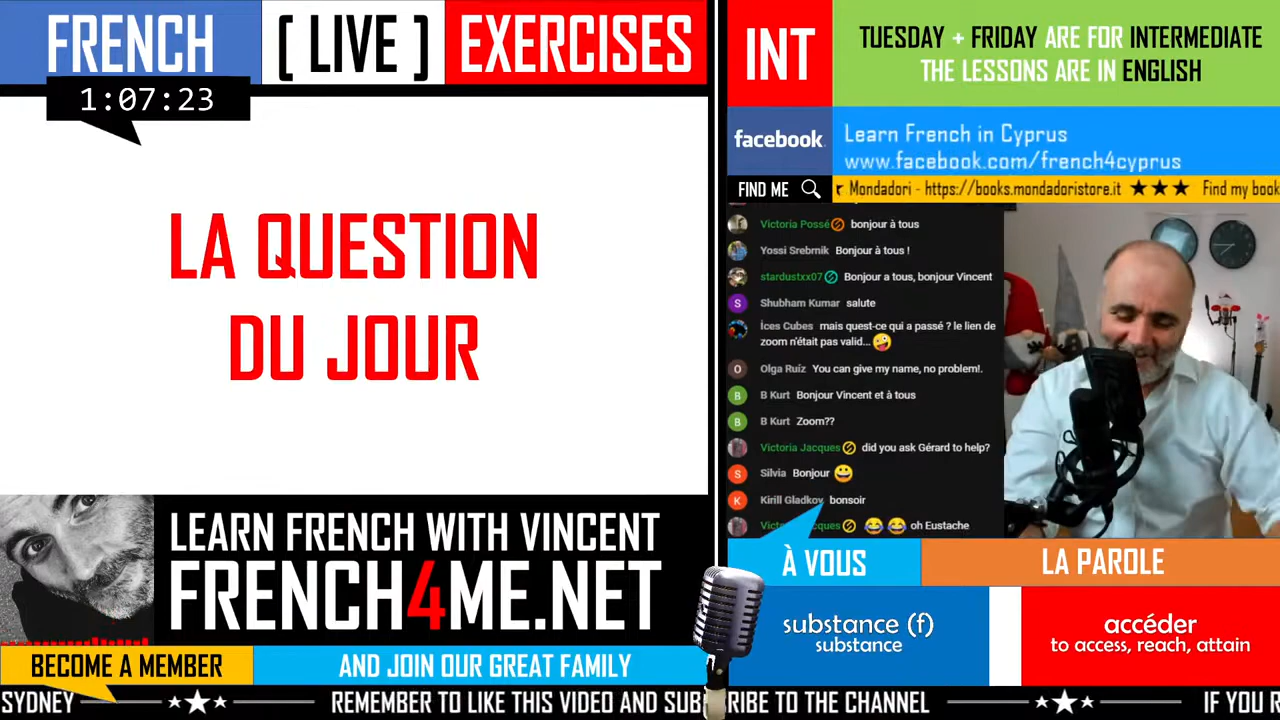 FRENCH
[ LIVE ]
EXERCISES
1:07:23
LA QUESTION
DU JOUR
LEARN FRENCH WITH VINCENT
FRENCH4ME.NET
BECOME A MEMBER
AND JOIN OUR GREAT FAMILY
INT
TUESDAY + FRIDAY ARE FOR INTERMEDIATE
THE LESSONS ARE IN ENGLISH
facebook.
Learn French in Cyprus
www.facebook.com/french4cyprus
FIND ME
Mondadori - https://books.mondadoristore.it ★★★ Find my book
Victoria Possé bonjour à tous
Yossi Srebrnik Bonjour à tous !
stardustxx07 Bonjour a tous, bonjour Vincent
S Shubham Kumar salute
İces Cubes mais quest-ce qui a passé ? le lien de
zoom n'était pas valid...🤪
O Olga Ruíz You can give my name, no problem!.
B B Kurt Bonjour Vincent et à tous
B B Kurt Zoom??
Victoria Jacques did you ask Gérard to help?
S Silvia Bonjour 😀
K Kirill Gladkov bonsoir
😂😂 oh Eustache
À VOUS
LA PAROLE
substance (f)
substance
accéder
to access, reach, attain
SYDNEY
REMEMBER TO LIKE THIS VIDEO AND SUBSCRIBE TO THE CHANNEL
IF YOU R